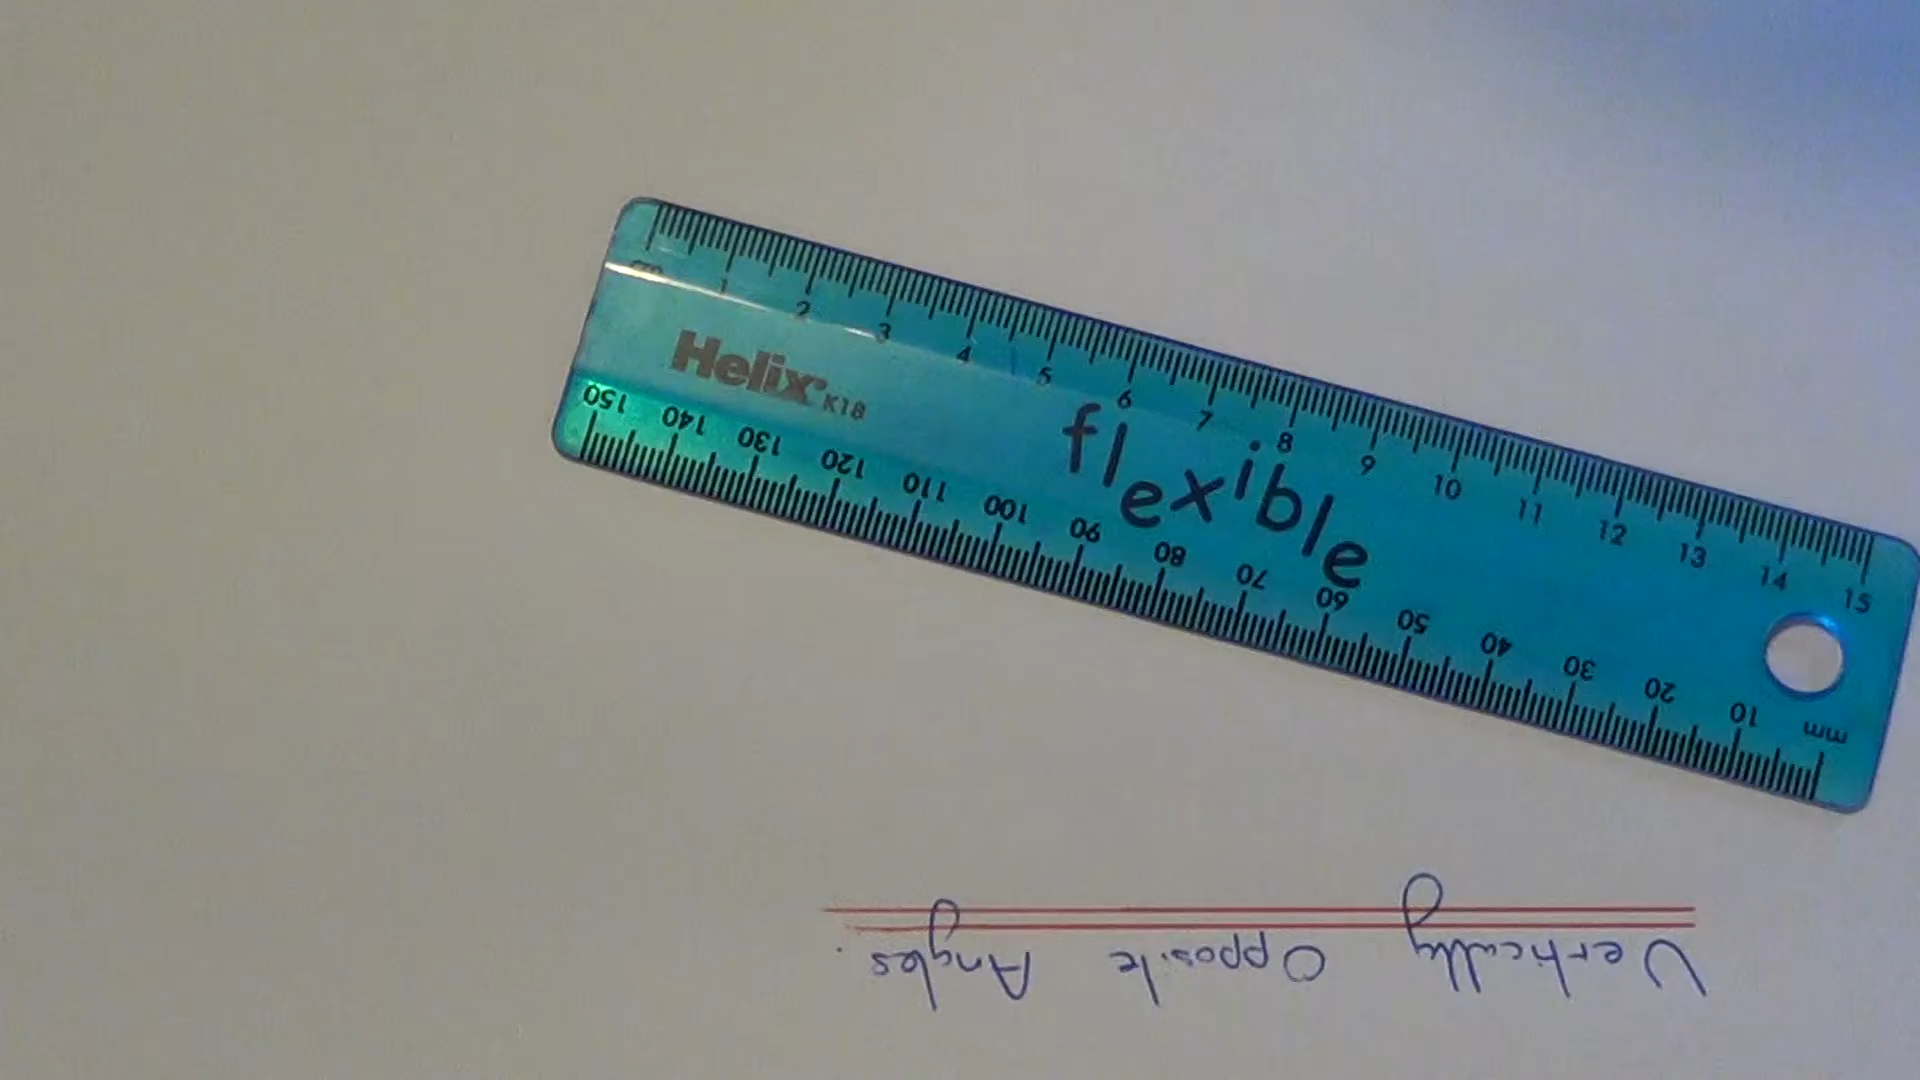 cm 1 2 3 4 5 6 7 8 9 10 11 12 13 14 15
Helix K18
flexible
150 140 130 120 110 100 90 80 70 60 50 40 30 20 10 mm
Vertically Opposite Angles.